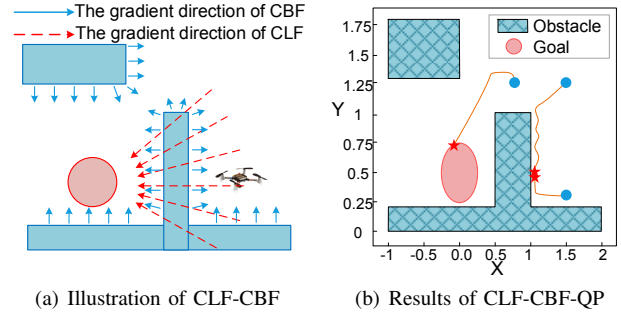 The gradient direction of CBF
The gradient direction of CLF
1.75
1.5
1.25
Y
1
0.75
0.5
0.25
0
-1
-0.5
0.0
0.5
1
1.5
2
X
Obstacle
Goal
(a) Illustration of CLF-CBF
(b) Results of CLF-CBF-QP